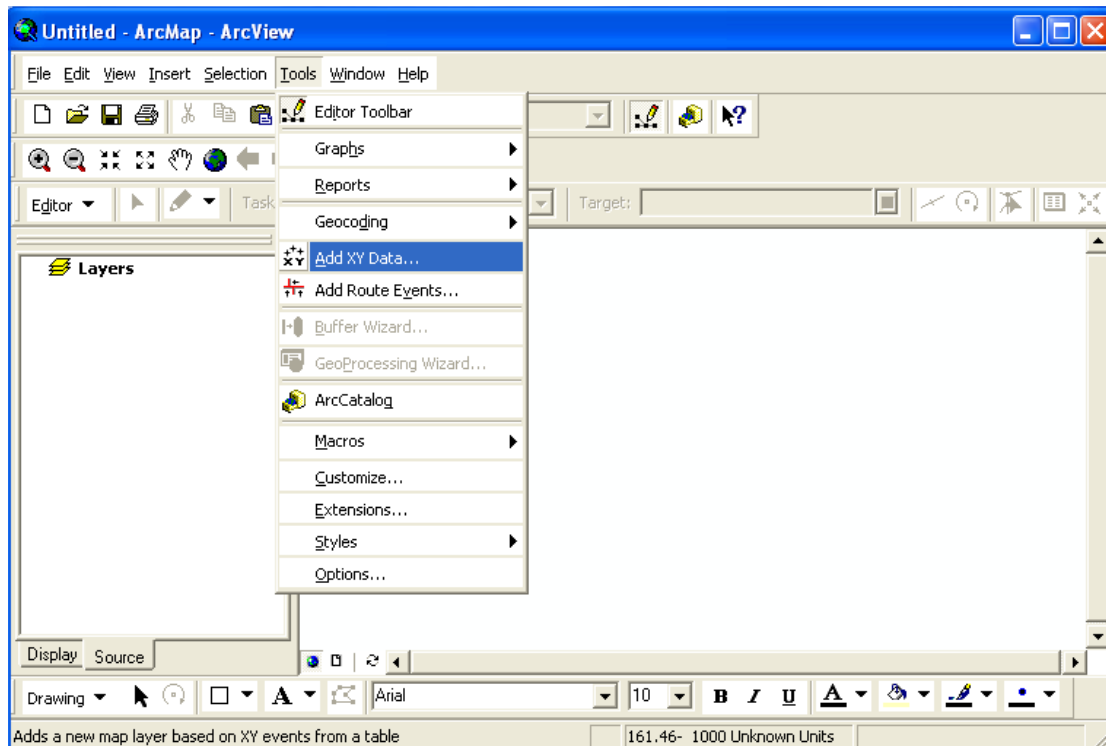 Untitled - ArcMap - ArcView
File Edit View Insert Selection Tools Window Help
Editor Toolbar
Graphs
Reports
Editor Task Target:
Geocoding
Add XY Data...
Layers
Add Route Events...
Buffer Wizard...
GeoProcessing Wizard...
ArcCatalog
Macros
Customize...
Extensions...
Styles
Options...
Display Source
Drawing A Arial 10 B I U A
Adds a new map layer based on XY events from a table 161.46- 1000 Unknown Units